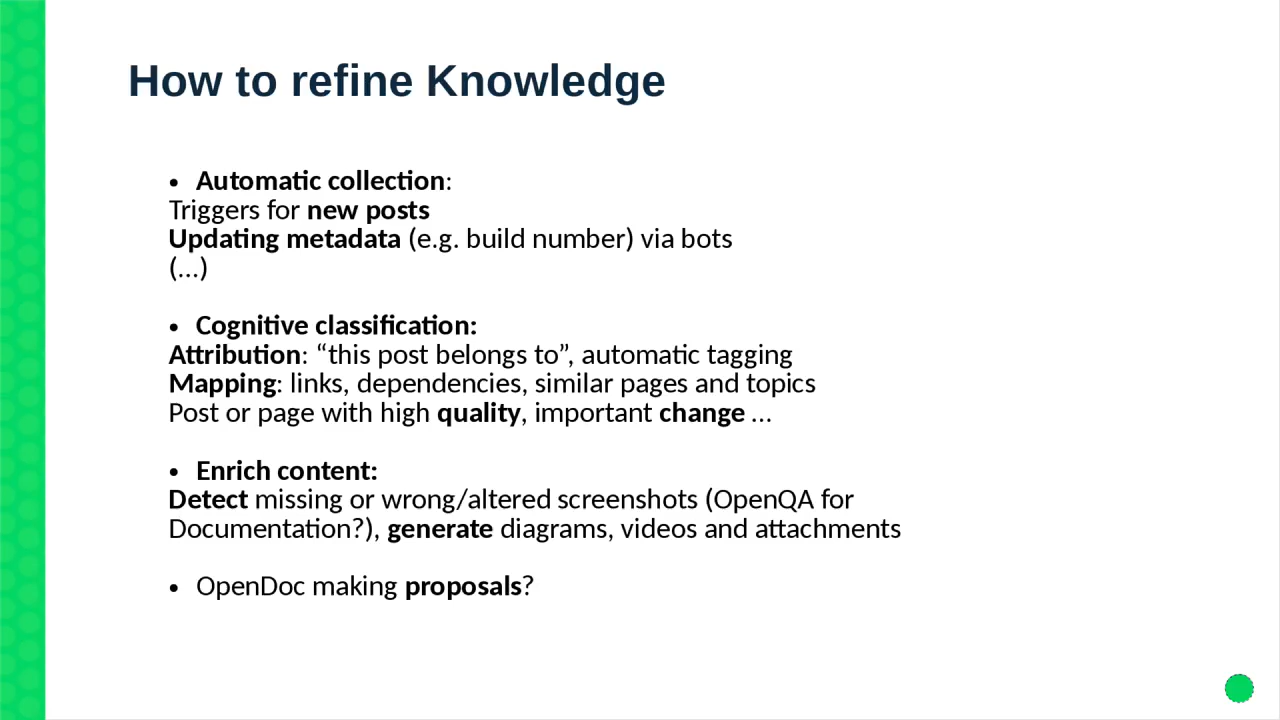 How to refine Knowledge
• Automatic collection:
Triggers for new posts
Updating metadata (e.g. build number) via bots
(...)
• Cognitive classification:
Attribution: “this post belongs to”, automatic tagging
Mapping: links, dependencies, similar pages and topics
Post or page with high quality, important change ...
• Enrich content:
Detect missing or wrong/altered screenshots (OpenQA for
Documentation?), generate diagrams, videos and attachments
• OpenDoc making proposals?